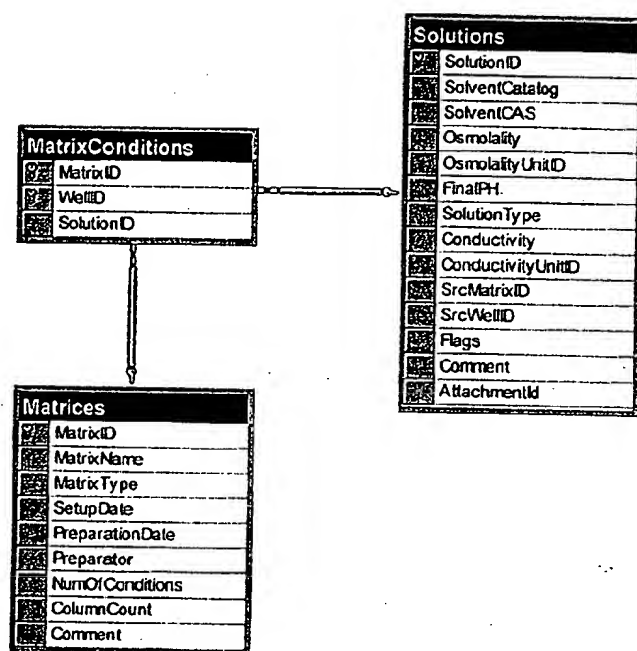 Solutions
SolutionID
SolventCatalog
SolventCAS
Osmolality
OsmolalityUnitID
FinalPH
SolutionType
Conductivity
ConductivityUnitID
SrcMatrixID
SrcWellID
Flags
Comment
AttachmentId
MatrixConditions
MatrixID
WellID
SolutionID
Matrices
MatrixID
MatrixName
MatrixType
SetupDate
PreparationDate
Preparator
NumOfConditions
ColumnCount
Comment